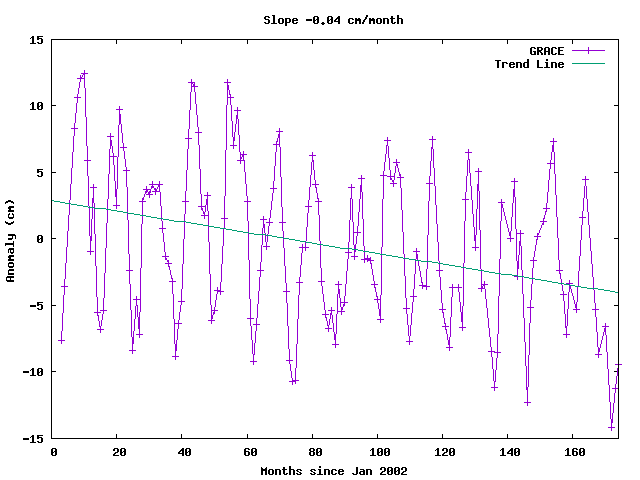 Slope -0.04 cm/month
GRACE
Trend Line
15
10
5
0
-5
-10
-15
Anomaly (cm)
0 20 40 60 80 100 120 140 160
Months since Jan 2002